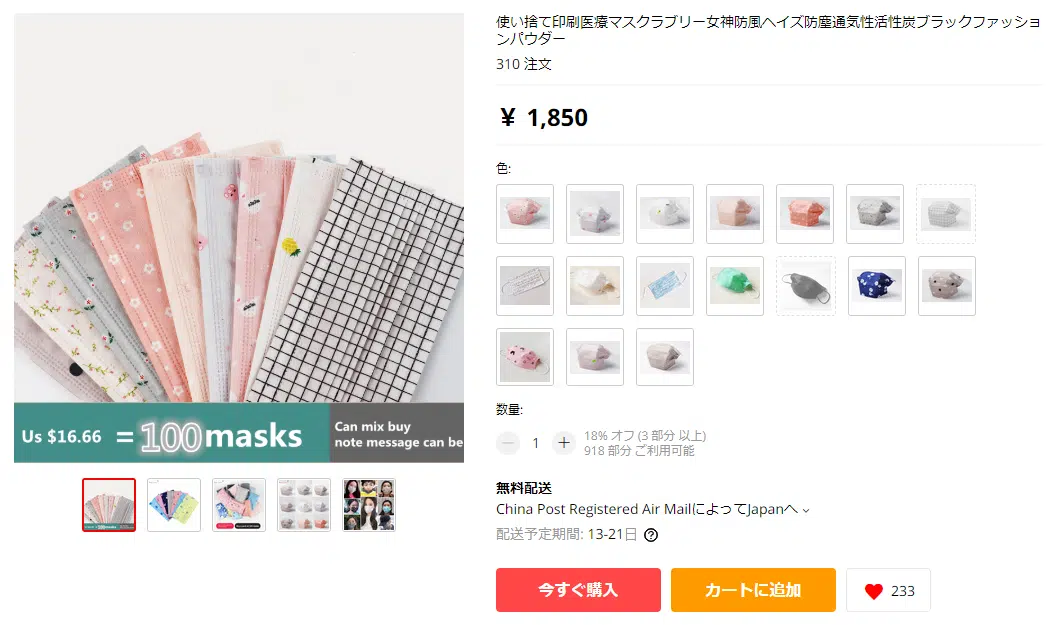 使い捨て印刷医療マスクラブリー女神防風ヘイズ防塵通気性活性炭ブラックファッショ
ンパウダー
310 注文
¥ 1,850
色:
Us $16.66 = 100masks
Can mix buy
note message can be
数量:
1
18% オフ (3 部分 以上)
918 部分 ご利用可能
無料配送
China Post Registered Air MailによってJapanへ
配送予定期間: 13-21日
今すぐ購入
カートに追加
233